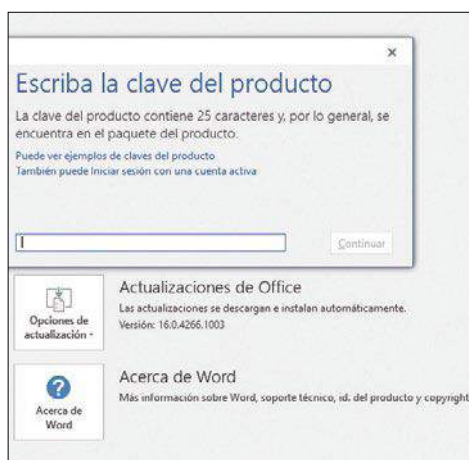 Escriba la clave del producto
La clave del producto contiene 25 caracteres y, por lo general, se
encuentra en el paquete del producto.
Puede ver ejemplos de claves del producto
También puede Iniciar sesión con una cuenta activa
Continuar
Opciones de
actualización
Actualizaciones de Office
Las actualizaciones se descargan e instalan automáticamente.
Versión: 16.0.4266.1003
Acerca de
Word
Acerca de Word
Más información sobre Word, soporte técnico, id. del producto y copyright